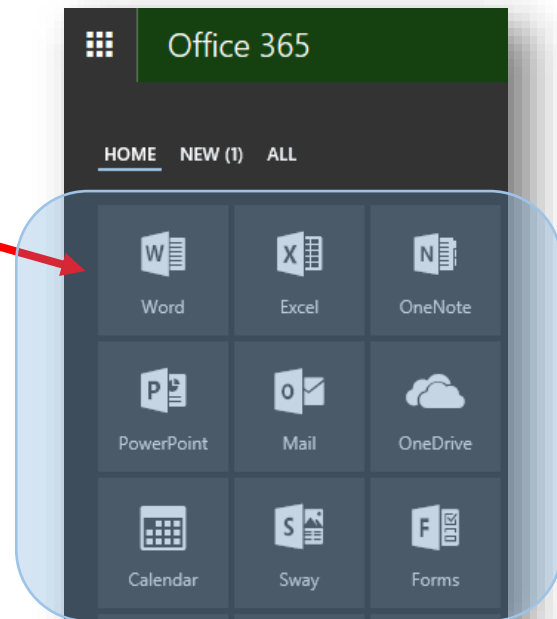 Office 365
HOME NEW (1) ALL
W X N
Word Excel OneNote
P O
PowerPoint Mail OneDrive
S F
Calendar Sway Forms